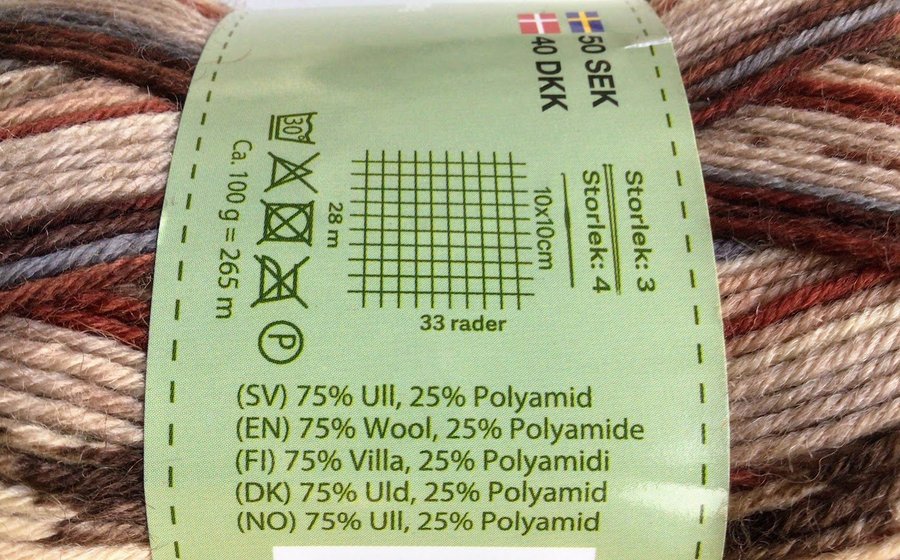 50 SEK
40 DKK
Storlek: 3
Storlek: 4
10x10cm
28 m
33 rader
30°
P
Ca. 100 g = 265 m
(SV) 75% Ull, 25% Polyamid
(EN) 75% Wool, 25% Polyamide
(FI) 75% Villa, 25% Polyamidi
(DK) 75% Uld, 25% Polyamid
(NO) 75% Ull, 25% Polyamid